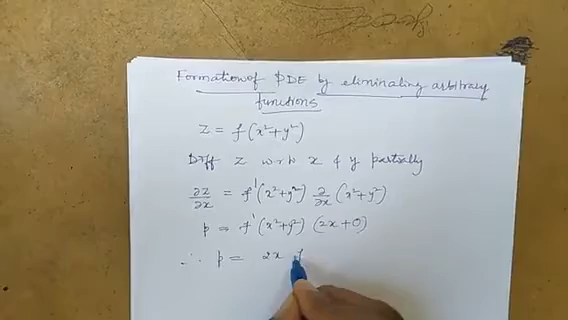 Formation of PDE by eliminating arbitrary
functions
Z = f(x²+y²)
Diff Z w.r.to x & y partially
∂z/∂x = f'(x²+y²) ∂/∂x (x²+y²)
p = f'(x²+y²) (2x+0)
∴ p = 2x f